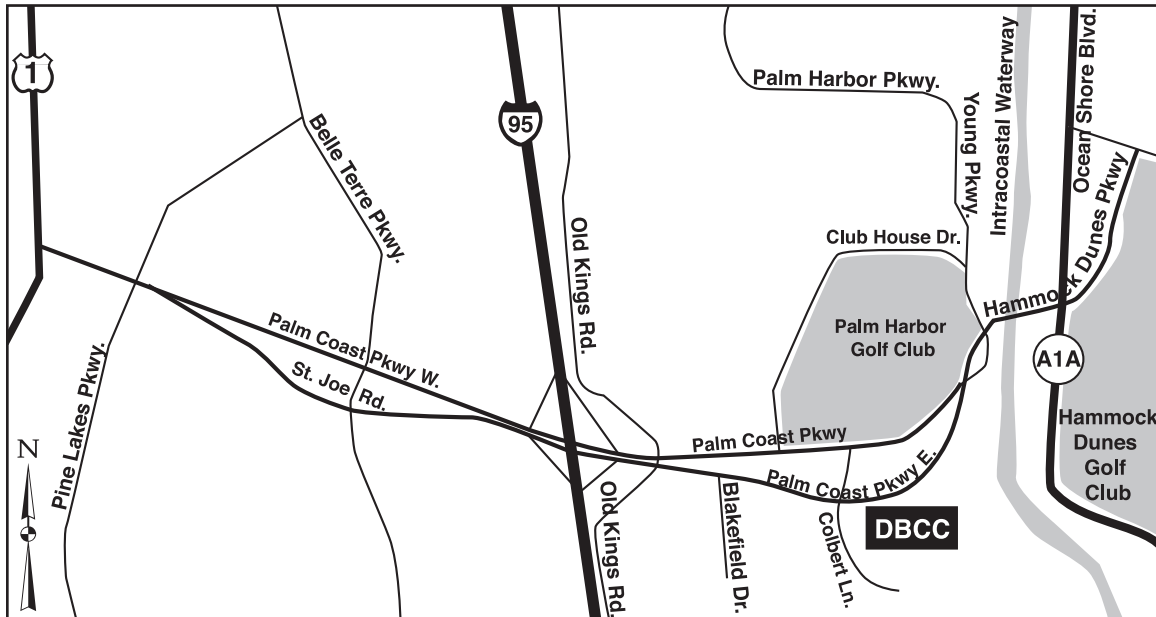 1
Belle Terre Pkwy.
95
Palm Harbor Pkwy.
Young Pkwy.
Intracoastal Waterway
Ocean Shore Blvd.
Hammock Dunes Pkwy
Old Kings Rd.
Club House Dr.
Palm Harbor
Golf Club
A1A
Palm Coast Pkwy W.
St. Joe Rd.
Pine Lakes Pkwy.
N
Palm Coast Pkwy
Palm Coast Pkwy E.
Hammock
Dunes
Golf
Club
Old Kings Rd.
Blakefield Dr.
Colbert Ln.
DBCC